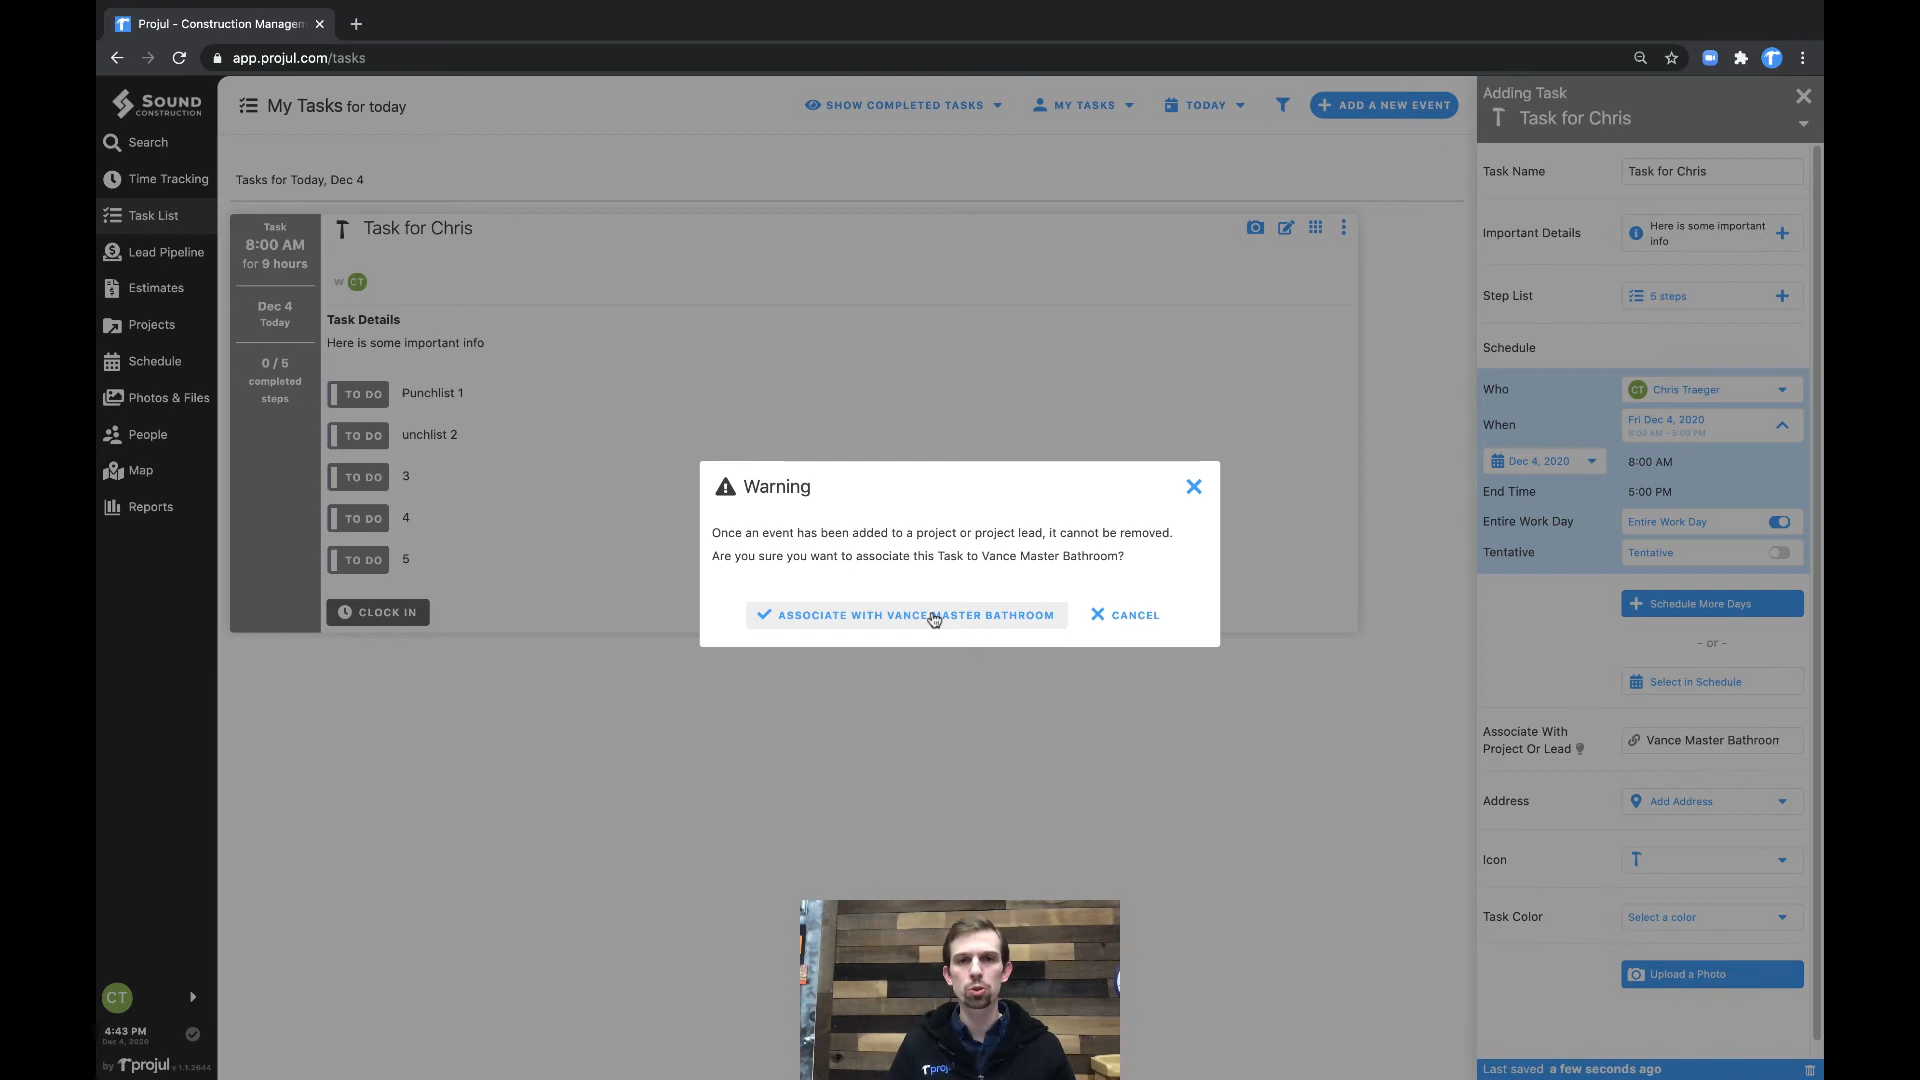 Projul - Construction Managem
app.projul.com/tasks
SOUND
CONSTRUCTION
Search
Time Tracking
Task List
Lead Pipeline
Estimates
Projects
Schedule
Photos & Files
People
Map
Reports
CT
4:43 PM
Dec 4, 2020
by projul v 1.1.2644
My Tasks for today
SHOW COMPLETED TASKS
MY TASKS
TODAY
ADD A NEW EVENT
Tasks for Today, Dec 4
Task
8:00 AM
for 9 hours
Dec 4
Today
0 / 5
completed
steps
Task for Chris
W CT
Task Details
Here is some important info
TO DO Punchlist 1
TO DO unchlist 2
TO DO 3
TO DO 4
TO DO 5
CLOCK IN
Warning
Once an event has been added to a project or project lead, it cannot be removed.
Are you sure you want to associate this Task to Vance Master Bathroom?
ASSOCIATE WITH VANCE MASTER BATHROOM
CANCEL
Adding Task
Task for Chris
Task Name Task for Chris
Important Details Here is some important
info
Step List 5 steps
Schedule
Who CT Chris Traeger
When Fri Dec 4, 2020
8:00 AM - 5:00 PM
Dec 4, 2020 8:00 AM
End Time 5:00 PM
Entire Work Day Entire Work Day
Tentative Tentative
Schedule More Days
- or -
Select in Schedule
Associate With
Project Or Lead
Vance Master Bathroom
Address Add Address
Icon
Task Color Select a color
Upload a Photo
Last saved a few seconds ago